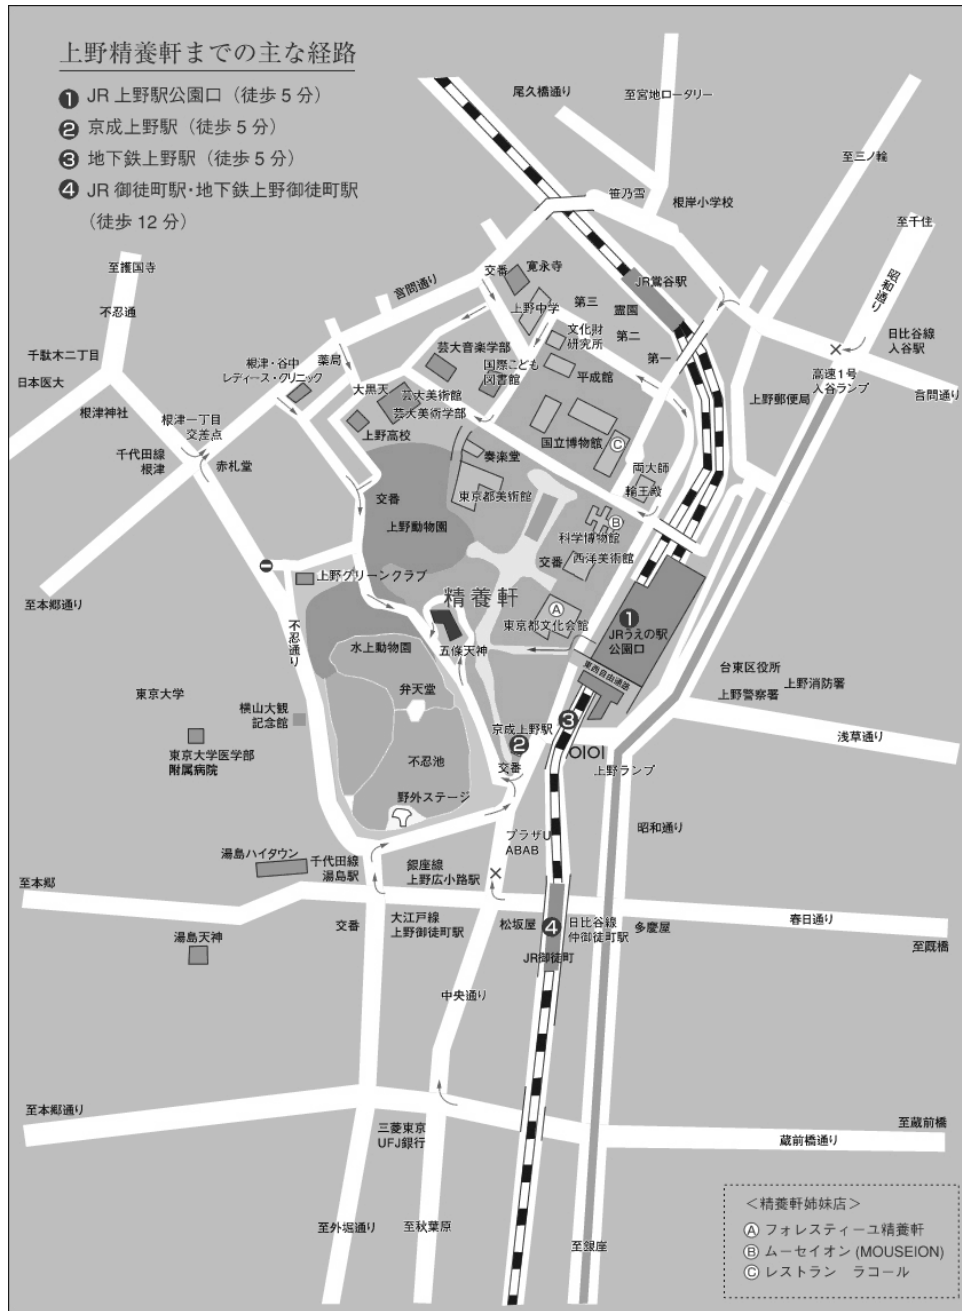 上野精養軒までの主な経路
❶ JR 上野駅公園口（徒歩 5 分）
❷ 京成上野駅（徒歩 5 分）
❸ 地下鉄上野駅（徒歩 5 分）
❹ JR 御徒町駅・地下鉄上野御徒町駅
（徒歩 12 分）
尾久橋通り
至宮地ロータリー
至三ノ輪
笹乃雪
根岸小学校
至千住
昭和通り
至護国寺
不忍通
言問通り
交番
寛永寺
JR鶯谷駅
上野中学
第三
霊園
第二
第一
文化財
研究所
日比谷線
入谷駅
千駄木二丁目
日本医大
根津・谷中
レディース・クリニック
薬局
大黒天
芸大音楽学部
国際こども
図書館
平成館
高速1号
入谷ランプ
言問通り
根津神社
根津一丁目
交差点
芸大美術館
芸大美術学部
上野郵便局
上野高校
千代田線
根津
赤札堂
奏楽堂
国立博物館
Ⓒ
両大師
輪王殿
交番
東京都美術館
上野動物園
Ⓑ
科学博物館
交番
西洋美術館
上野グリーンクラブ
至本郷通り
精養軒
Ⓐ
東京都文化会館
❶
JRうえの駅
公園口
不忍通り
水上動物園
五條天神
東西自由通路
台東区役所
上野消防署
上野警察署
東京大学
横山大観
記念館
弁天堂
京成上野駅
❷
❸
OIOI
上野ランプ
浅草通り
東京大学医学部
附属病院
不忍池
交番
野外ステージ
昭和通り
プラザU
ABAB
湯島ハイタウン
千代田線
湯島駅
銀座線
上野広小路駅
至本郷
交番
大江戸線
上野御徒町駅
松坂屋
❹
日比谷線
仲御徒町駅
多慶屋
春日通り
至厩橋
湯島天神
JR御徒町
中央通り
至本郷通り
三菱東京
UFJ銀行
至蔵前橋
蔵前橋通り
至外堀通り
至秋葉原
至銀座
＜精養軒姉妹店＞
Ⓐ フォレスティーユ精養軒
Ⓑ ムーセイオン (MOUSEION)
Ⓒ レストラン　ラコール